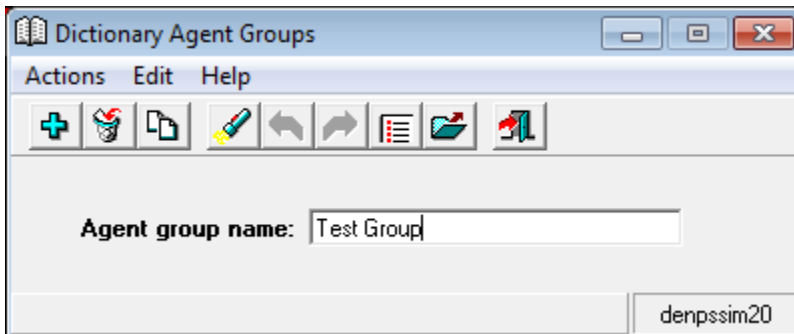 Dictionary Agent Groups
Actions Edit Help
Agent group name: Test Group
denpssim20